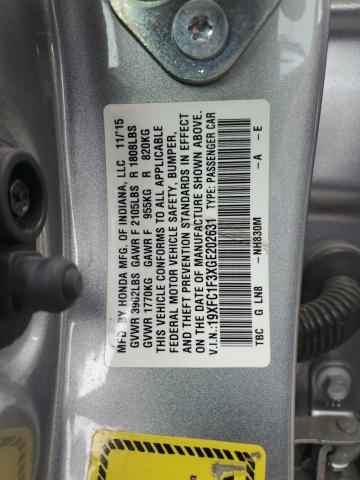 MFD. BY HONDA MFG. OF INDIANA, LLC 11/15
GVWR 3902LBS GAWR F 2105LBS R 1808LBS
GVWR 1770KG GAWR F 955KG R 820KG
THIS VEHICLE CONFORMS TO ALL APPLICABLE
FEDERAL MOTOR VEHICLE SAFETY, BUMPER,
AND THEFT PREVENTION STANDARDS IN EFFECT
ON THE DATE OF MANUFACTURE SHOWN ABOVE.
V.I.N.:19XFC1F3XGE202631 TYPE: PASSENGER CAR
-NH830M -A -E
TBC G LN8